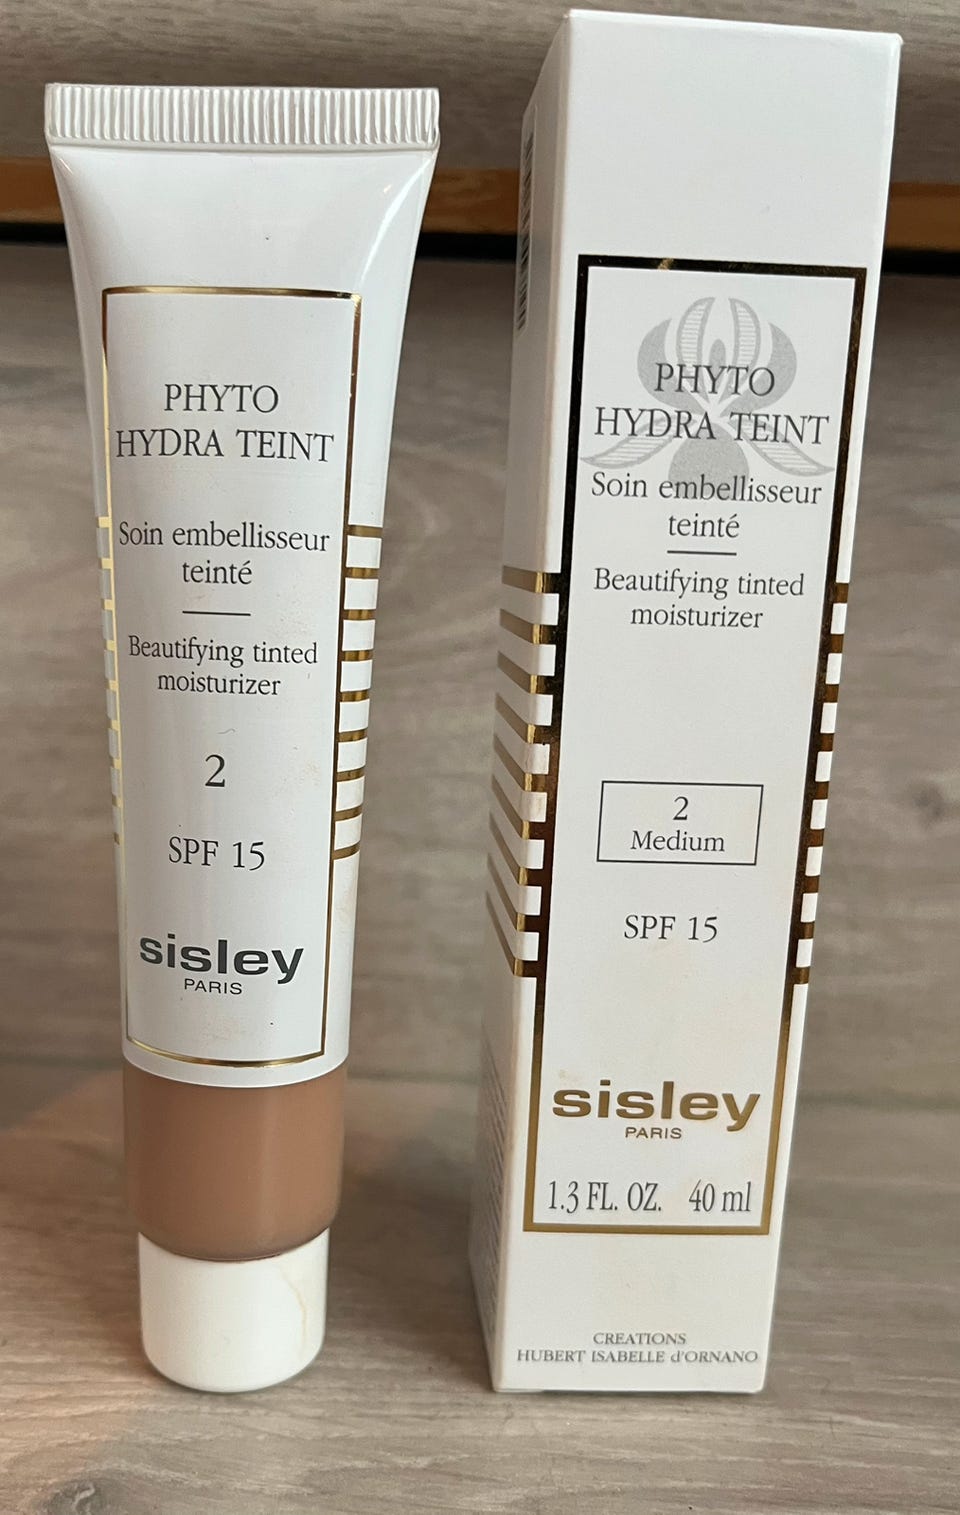 PHYTO
HYDRA TEINT
Soin embellisseur
teinté
Beautifying tinted
moisturizer
2
SPF 15
sisley
PARIS
PHYTO
HYDRA TEINT
Soin embellisseur
teinté
Beautifying tinted
moisturizer
2
Medium
SPF 15
sisley
PARIS
1.3 FL. OZ. 40 ml
CREATIONS
HUBERT ISABELLE d'ORNANO